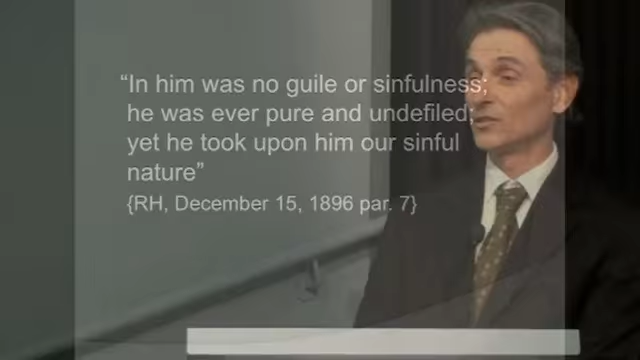 “In him was no guile or sinfulness;
he was ever pure and undefiled;
yet he took upon him our sinful
nature”
{RH, December 15, 1896 par. 7}